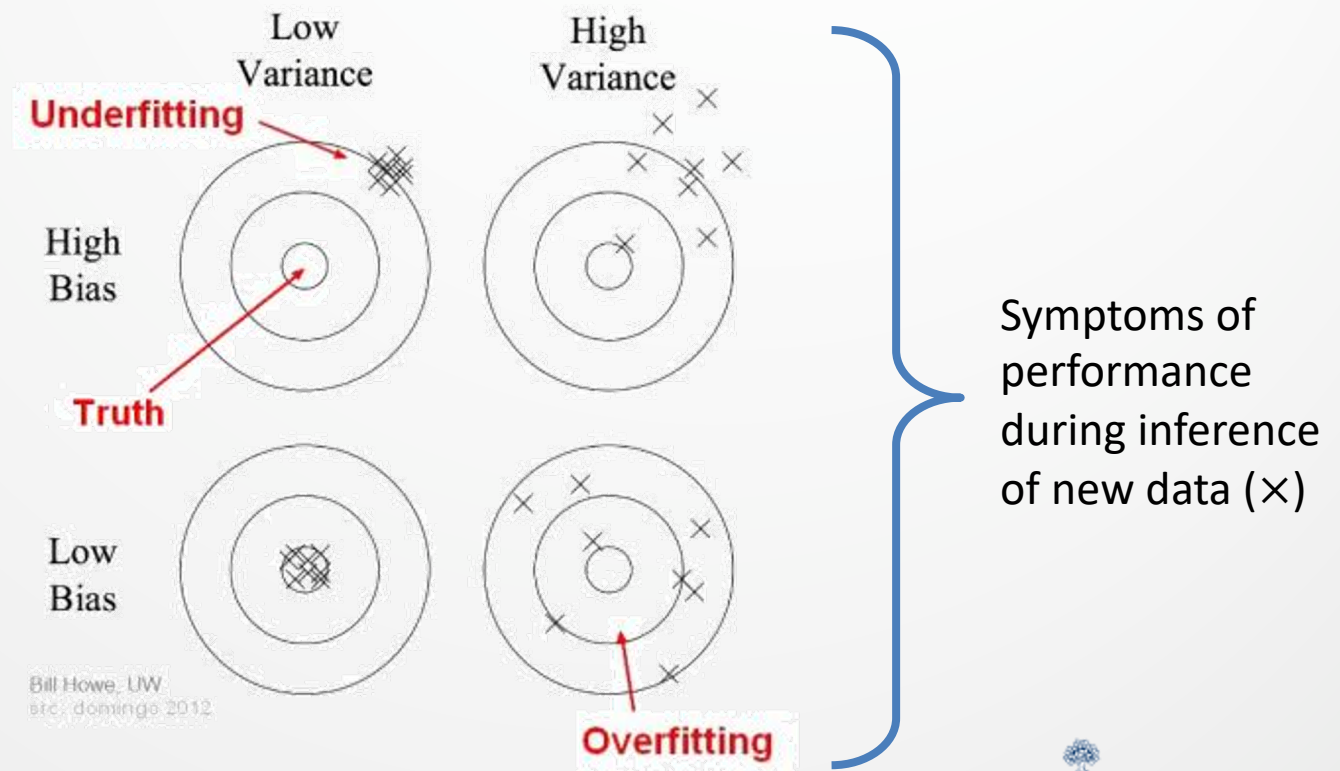 Low
Variance
High
Variance
Underfitting
High
Bias
Truth
Low
Bias
Overfitting
Bill Howe, UW
src: domingo 2012
Symptoms of
performance
during inference
of new data (×)